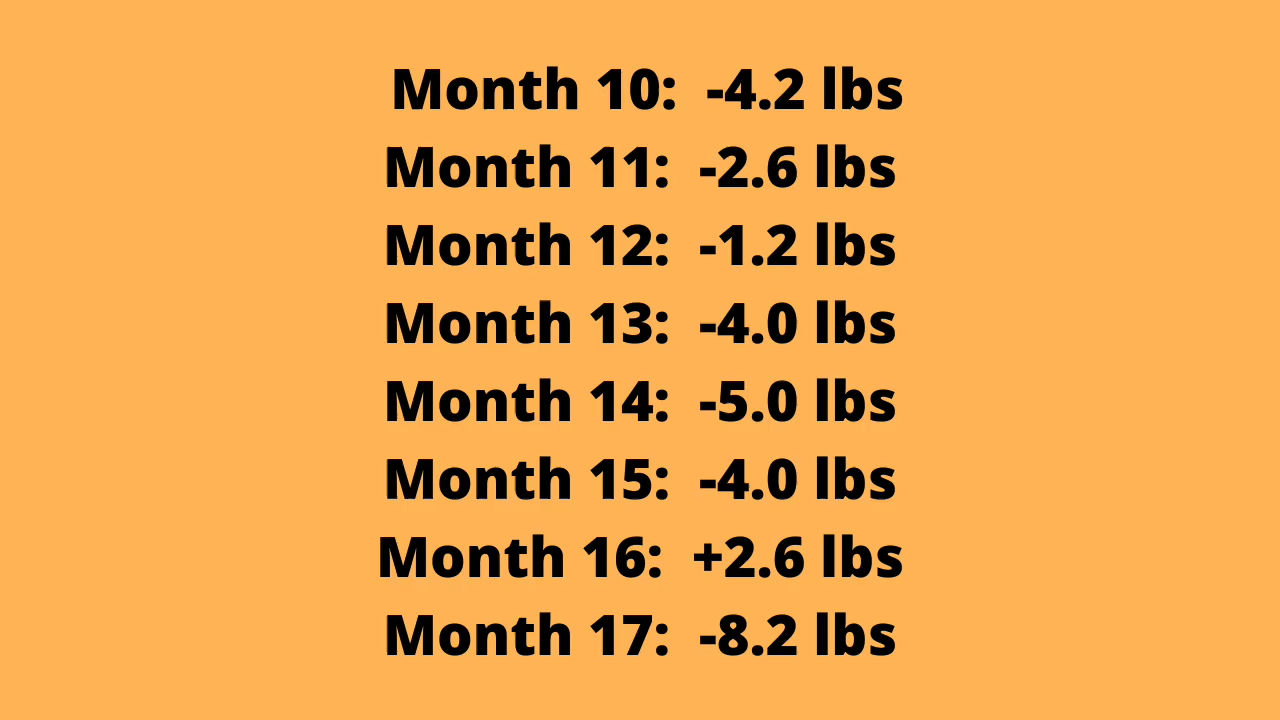 Month 10:  -4.2 lbs
Month 11:  -2.6 lbs
Month 12:  -1.2 lbs
Month 13:  -4.0 lbs
Month 14:  -5.0 lbs
Month 15:  -4.0 lbs
Month 16:  +2.6 lbs
Month 17:  -8.2 lbs